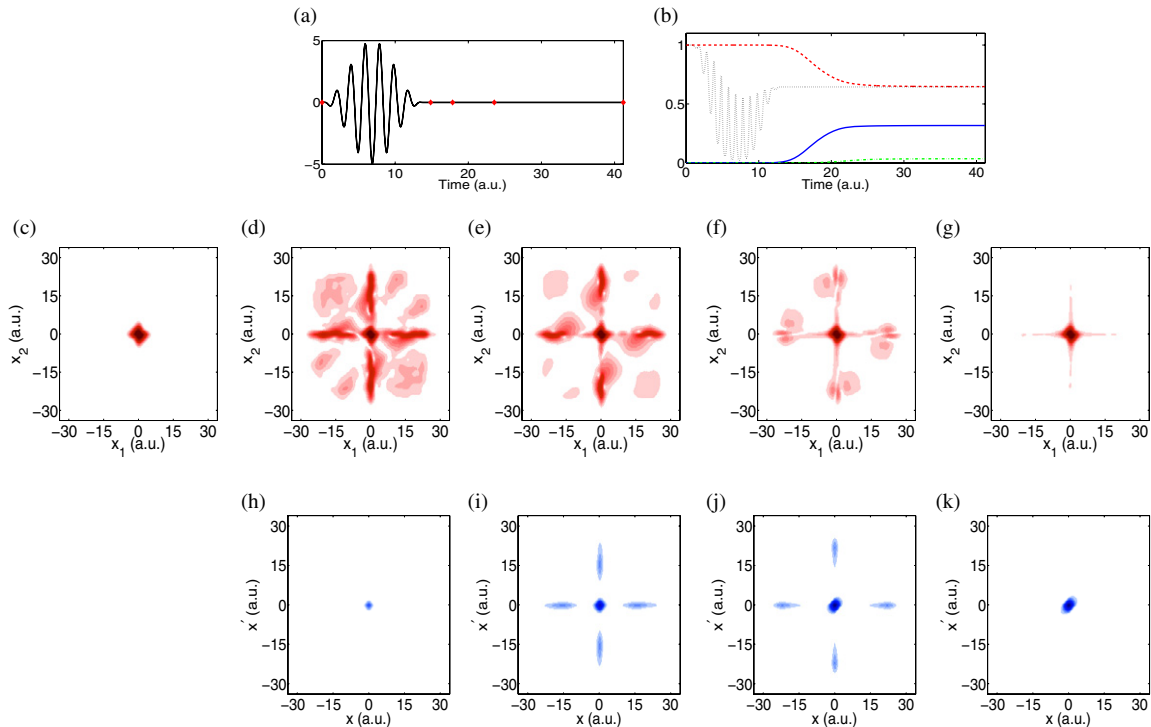 (a)
5
0
−5
0 10 20 30 40
Time (a.u.)
(b)
1
0.5
0
0 10 20 30 40
Time (a.u.)
(c)
30
15
0
−15
−30
x2 (a.u.)
−30 −15 0 15 30
x1 (a.u.)
(d)
30
15
0
−15
−30
x2 (a.u.)
−30 −15 0 15 30
x1 (a.u.)
(e)
30
15
0
−15
−30
x2 (a.u.)
−30 −15 0 15 30
x1 (a.u.)
(f)
30
15
0
−15
−30
x2 (a.u.)
−30 −15 0 15 30
x1 (a.u.)
(g)
30
15
0
−15
−30
x2 (a.u.)
−30 −15 0 15 30
x1 (a.u.)
(h)
30
15
0
−15
−30
x' (a.u.)
−30 −15 0 15 30
x (a.u.)
(i)
30
15
0
−15
−30
x' (a.u.)
−30 −15 0 15 30
x (a.u.)
(j)
30
15
0
−15
−30
x' (a.u.)
−30 −15 0 15 30
x (a.u.)
(k)
30
15
0
−15
−30
x' (a.u.)
−30 −15 0 15 30
x (a.u.)